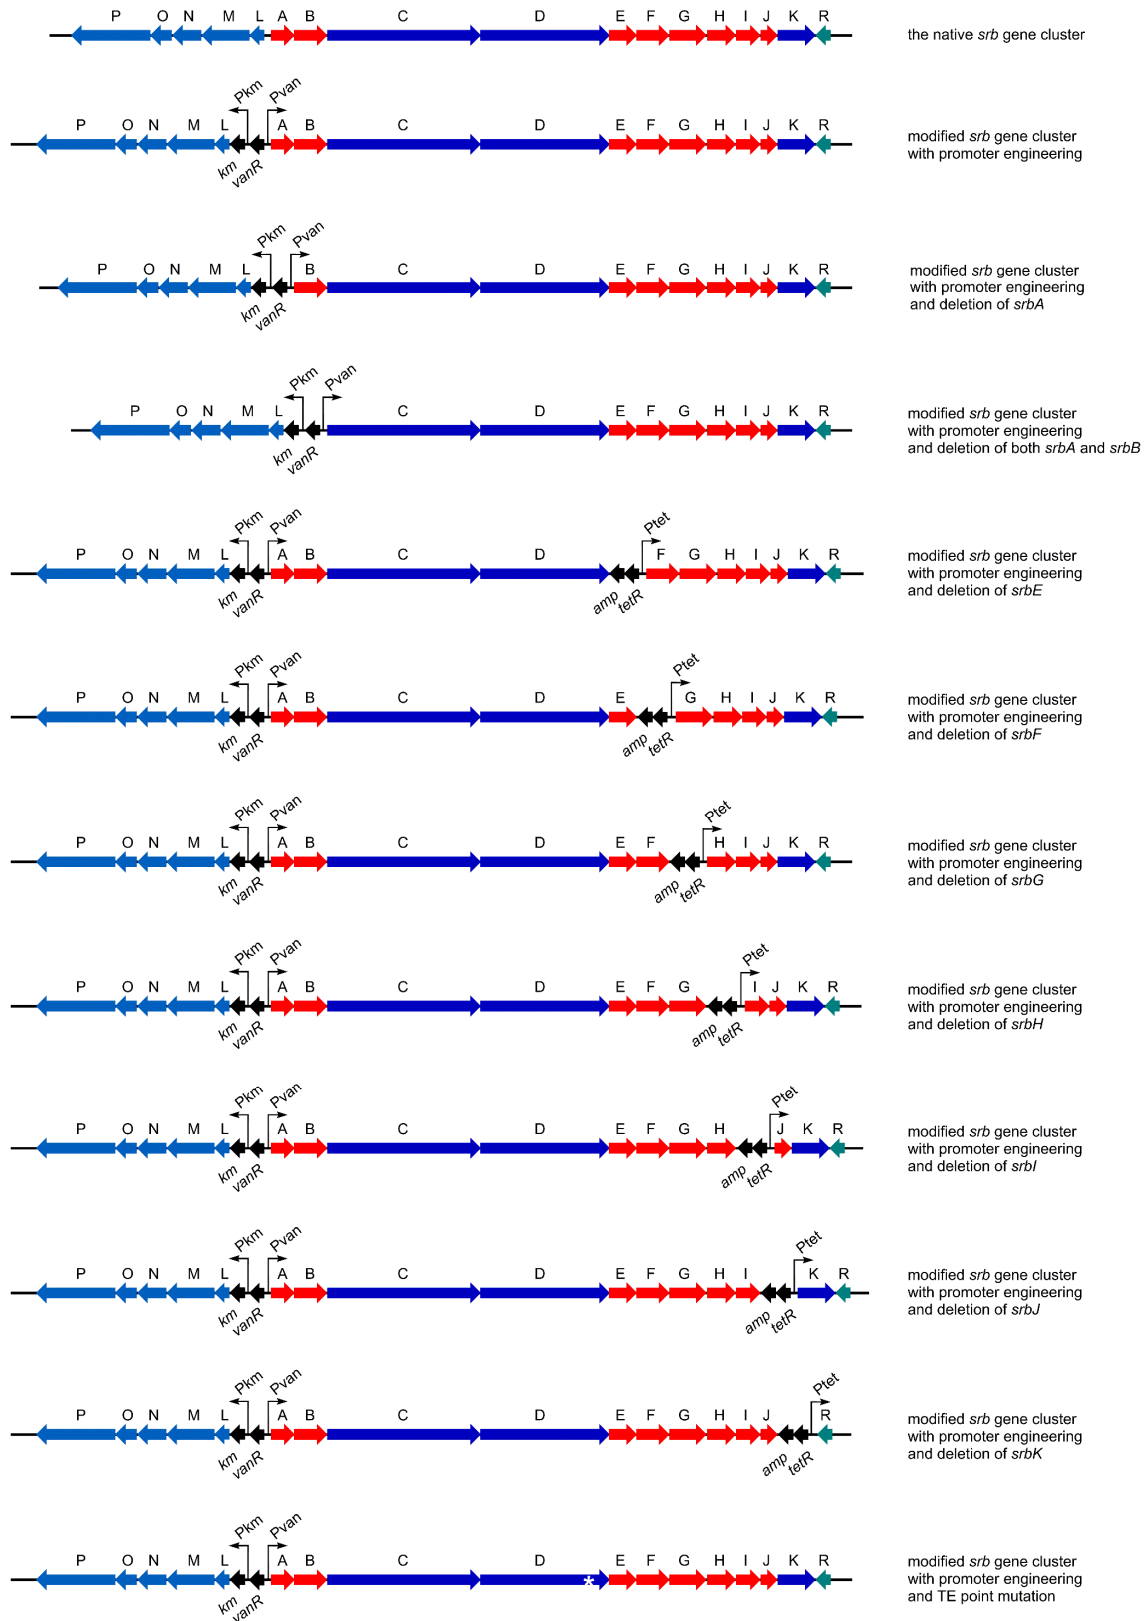 P O N M L A B C D E F G H I J K R
the native srb gene cluster
Pkm Pvan
P O N M L A B C D E F G H I J K R
km vanR
modified srb gene cluster
with promoter engineering
Pkm Pvan
P O N M L B C D E F G H I J K R
km vanR
modified srb gene cluster
with promoter engineering
and deletion of srbA
Pkm Pvan
P O N M L C D E F G H I J K R
km vanR
modified srb gene cluster
with promoter engineering
and deletion of both srbA and srbB
Pkm Pvan Ptet
P O N M L A B C D F G H I J K R
km vanR amp tetR
modified srb gene cluster
with promoter engineering
and deletion of srbE
Pkm Pvan Ptet
P O N M L A B C D E G H I J K R
km vanR amp tetR
modified srb gene cluster
with promoter engineering
and deletion of srbF
Pkm Pvan Ptet
P O N M L A B C D E F H I J K R
km vanR amp tetR
modified srb gene cluster
with promoter engineering
and deletion of srbG
Pkm Pvan Ptet
P O N M L A B C D E F G I J K R
km vanR amp tetR
modified srb gene cluster
with promoter engineering
and deletion of srbH
Pkm Pvan Ptet
P O N M L A B C D E F G H J K R
km vanR amp tetR
modified srb gene cluster
with promoter engineering
and deletion of srbI
Pkm Pvan Ptet
P O N M L A B C D E F G H I K R
km vanR amp tetR
modified srb gene cluster
with promoter engineering
and deletion of srbJ
Pkm Pvan Ptet
P O N M L A B C D E F G H I J R
km vanR amp tetR
modified srb gene cluster
with promoter engineering
and deletion of srbK
Pkm Pvan
P O N M L A B C D E F G H I J K R
*
km vanR
modified srb gene cluster
with promoter engineering
and TE point mutation